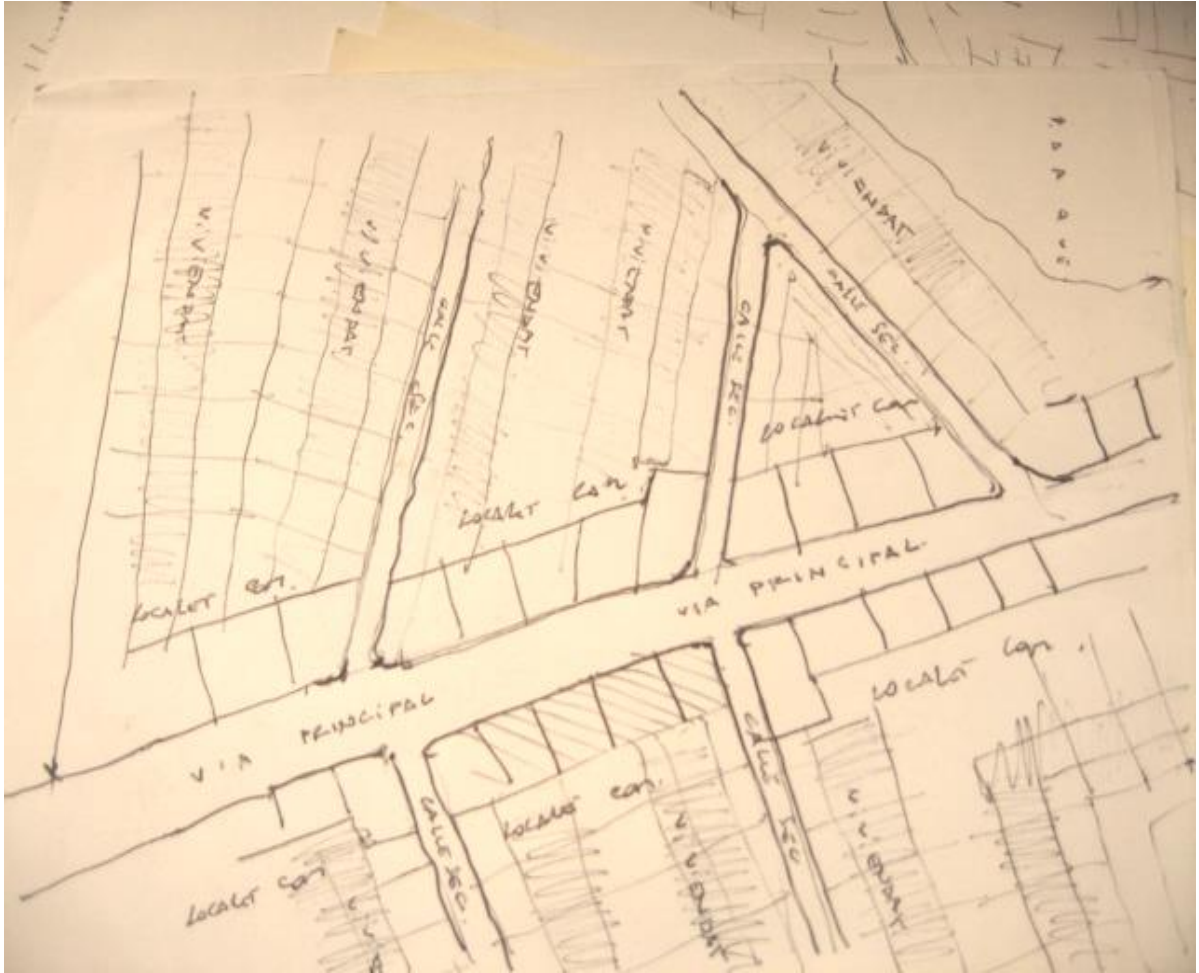 PARQUE
VIVIENDAS
VIVIENDAS
VIVIENDAS
VIVIENDAS
VIVIENDAS
CALLE SEC.
CALLE SEC.
CALLE SEC.
LOCALES COM.
LOCALES COM.
LOCALES COM.
VIA PRINCIPAL.
VIA PRINCIPAL
LOCALES COM.
LOCALES COM.
LOCALES COM.
CALLE SEC.
CALLE SEC
VIVIENDAS
VIVIENDAS